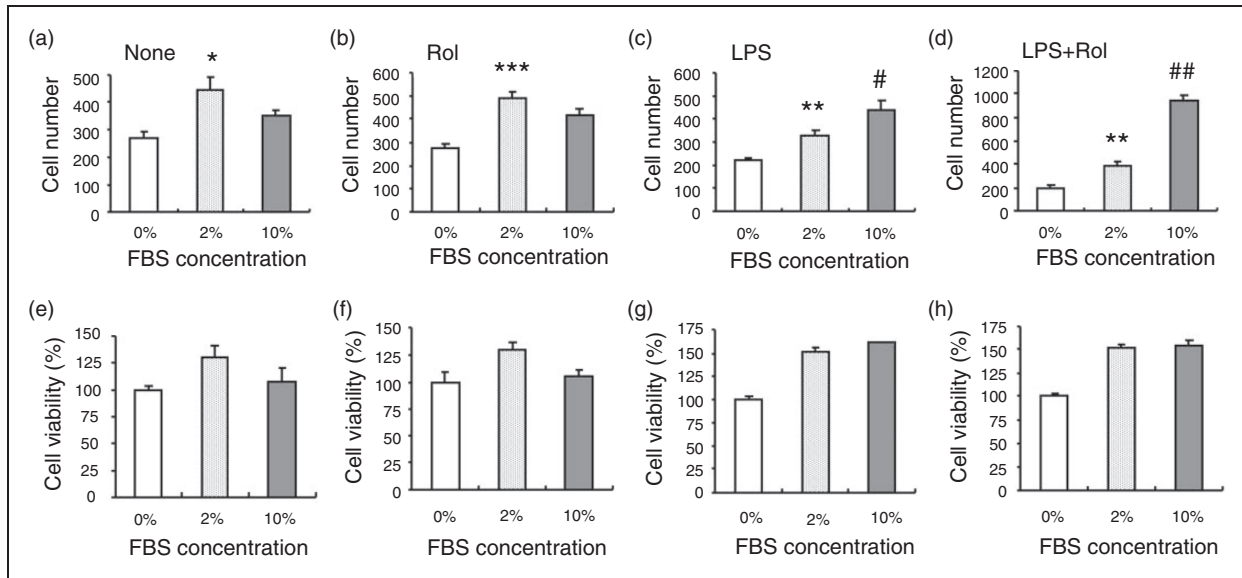 (a) None
*
Cell number
500
400
300
200
100
0
0% 2% 10%
FBS concentration
(b) Rol
***
Cell number
600
500
400
300
200
100
0
0% 2% 10%
FBS concentration
(c) LPS
**
#
Cell number
600
400
200
0
0% 2% 10%
FBS concentration
(d) LPS+Rol
**
##
Cell number
1200
1000
800
600
400
200
0
0% 2% 10%
FBS concentration
(e)
Cell viability (%)
150
125
100
75
50
25
0
0% 2% 10%
FBS concentration
(f)
Cell viability (%)
150
125
100
75
50
25
0
0% 2% 10%
FBS concentration
(g)
Cell viability (%)
175
150
125
100
75
50
25
0
0% 2% 10%
FBS concentration
(h)
Cell viability (%)
175
150
125
100
75
50
25
0
0% 2% 10%
FBS concentration